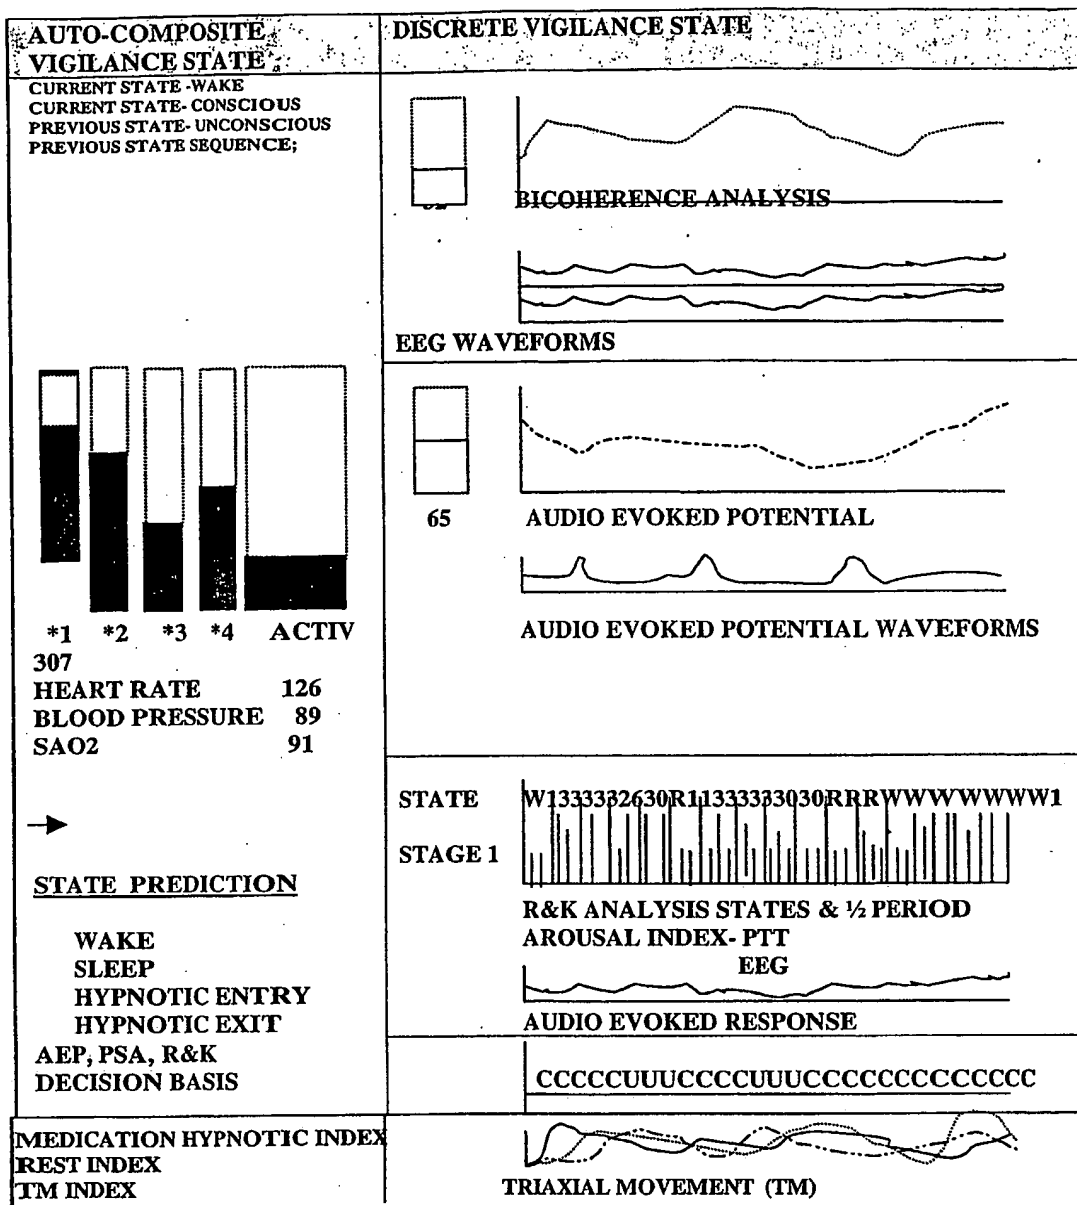 AUTO-COMPOSITE
VIGILANCE STATE
CURRENT STATE -WAKE
CURRENT STATE- CONSCIOUS
PREVIOUS STATE- UNCONSCIOUS
PREVIOUS STATE SEQUENCE;
*1 *2 *3 *4 ACTIV
307
HEART RATE 126
BLOOD PRESSURE 89
SAO2 91
STATE PREDICTION
WAKE
SLEEP
HYPNOTIC ENTRY
HYPNOTIC EXIT
AEP, PSA, R&K
DECISION BASIS
MEDICATION HYPNOTIC INDEX
REST INDEX
TM INDEX
DISCRETE VIGILANCE STATE
BICOHERENCE ANALYSIS
EEG WAVEFORMS
65 AUDIO EVOKED POTENTIAL
AUDIO EVOKED POTENTIAL WAVEFORMS
STATE W1333332630R11333333030RRRWWWWWWWW1
STAGE 1
R&K ANALYSIS STATES & ½ PERIOD
AROUSAL INDEX- PTT
EEG
AUDIO EVOKED RESPONSE
CCCCCUUUCCCCUUUCCCCCCCCCCCCCC
TRIAXIAL MOVEMENT (TM)